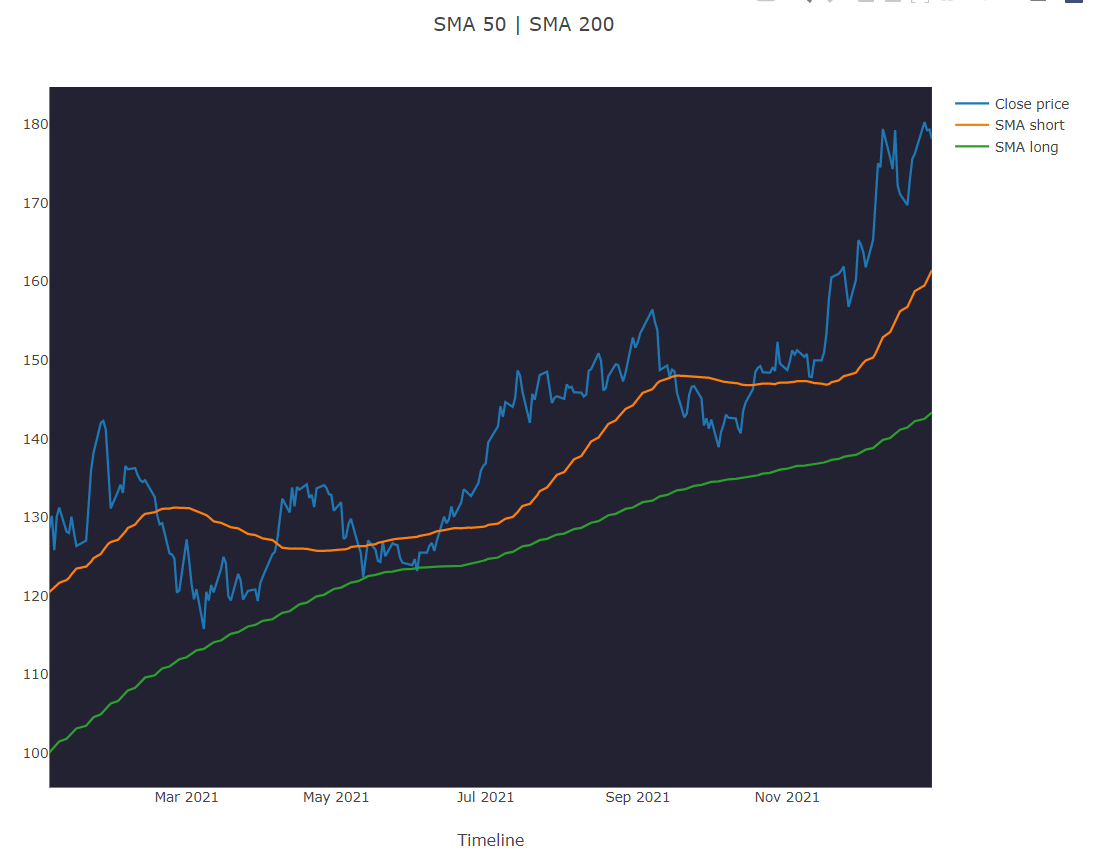 SMA 50 | SMA 200
Close price
SMA short
SMA long
180
170
160
150
140
130
120
110
100
Mar 2021
May 2021
Jul 2021
Sep 2021
Nov 2021
Timeline